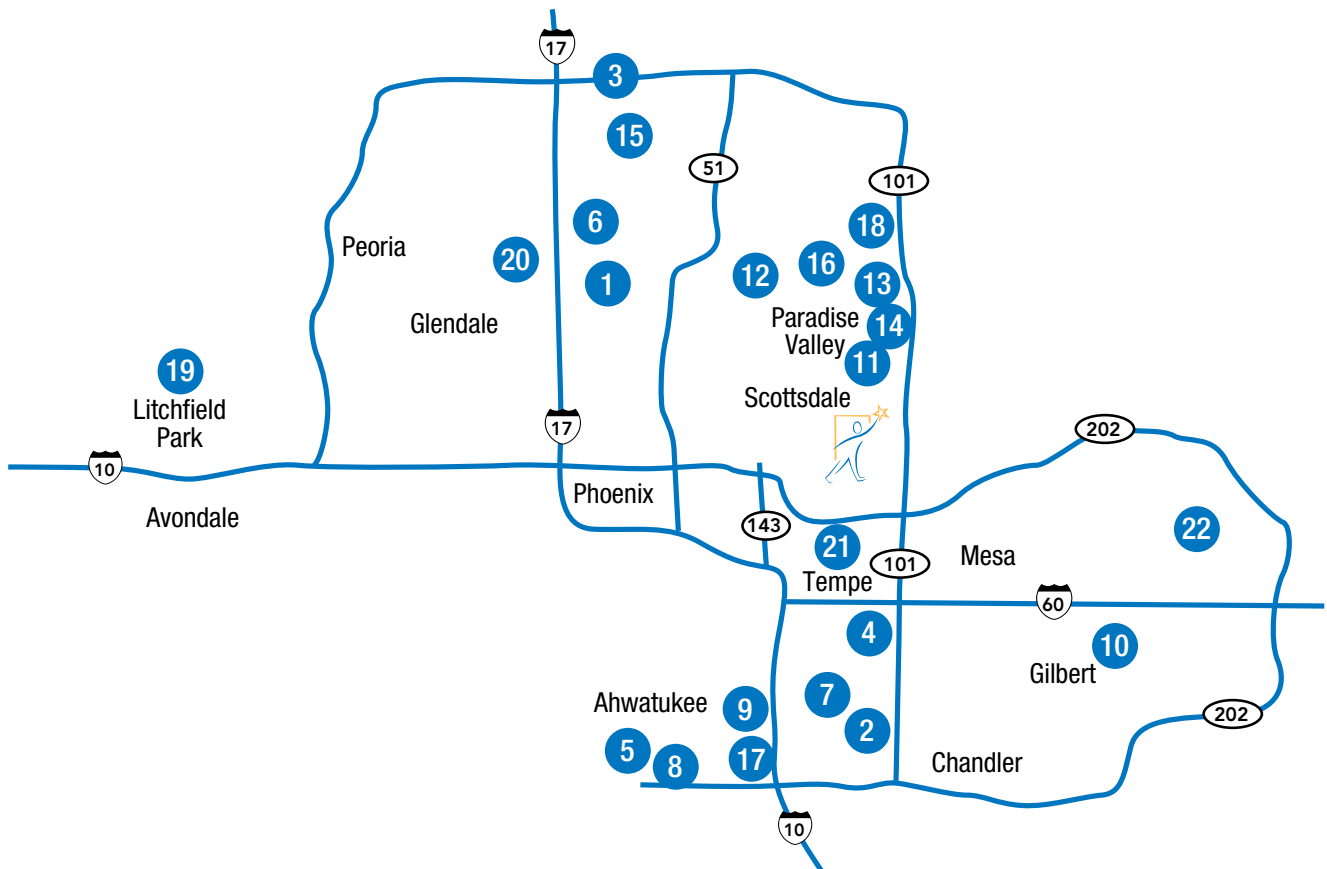 17
3
15
51
101
18
6
Peoria
20
16
12
1
13
Paradise
Valley
14
Glendale
11
19
Scottsdale
Litchfield
Park
17
202
10
Phoenix
Avondale
143
22
21
Mesa
101
Tempe
60
4
10
Gilbert
7
Ahwatukee
9
202
2
5
17
8
Chandler
10